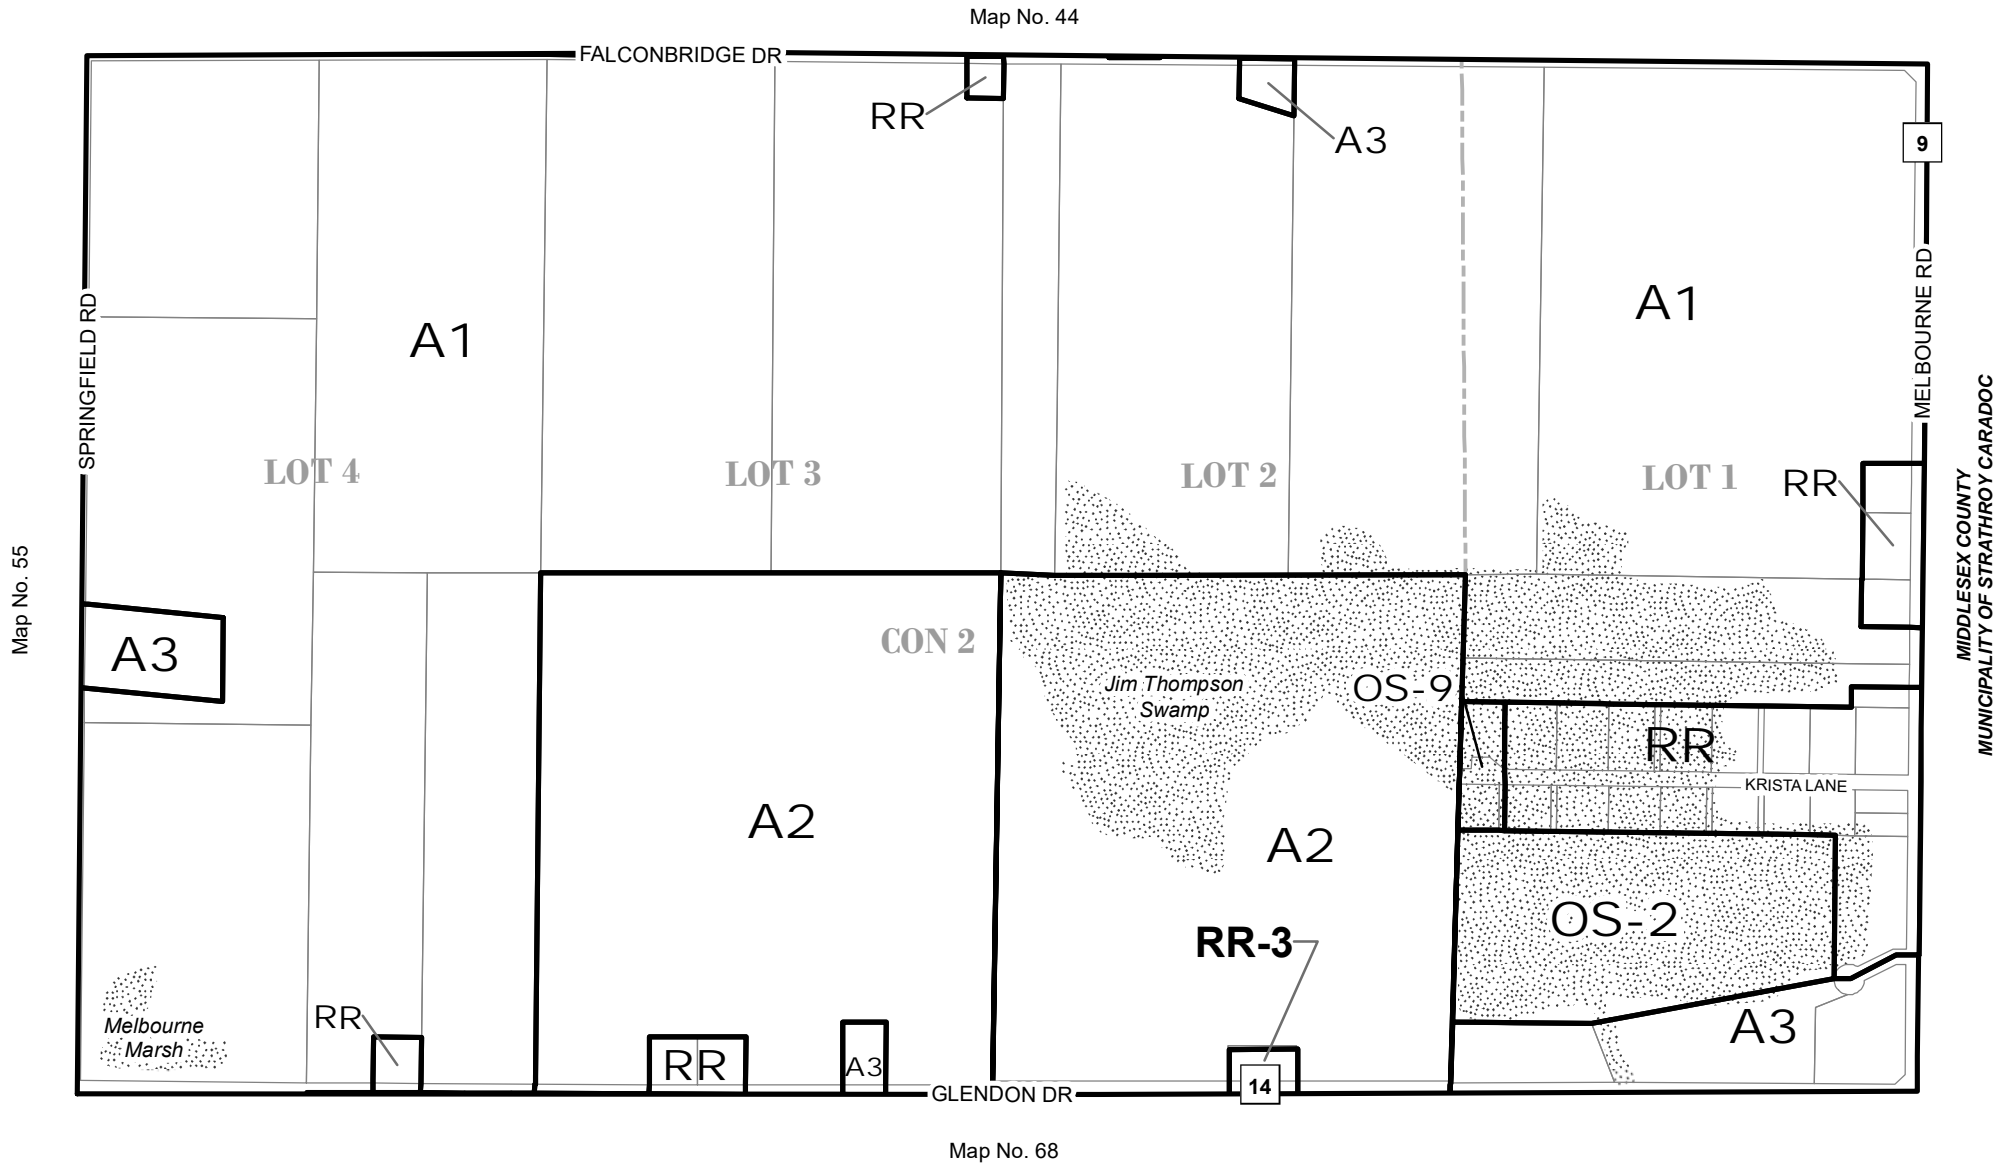 Map No. 44
FALCONBRIDGE DR
RR
A3
9
A1
A1
SPRINGFIELD RD
MELBOURNE RD
LOT 4
LOT 3
LOT 2
LOT 1
RR
MIDDLESEX COUNTY
MUNICIPALITY OF STRATHROY CARADOC
Map No. 55
A3
CON 2
Jim Thompson
Swamp
OS-9
RR
KRISTA LANE
A2
A2
OS-2
RR-3
Melbourne
Marsh
RR
RR
A3
A3
14
GLENDON DR
Map No. 68